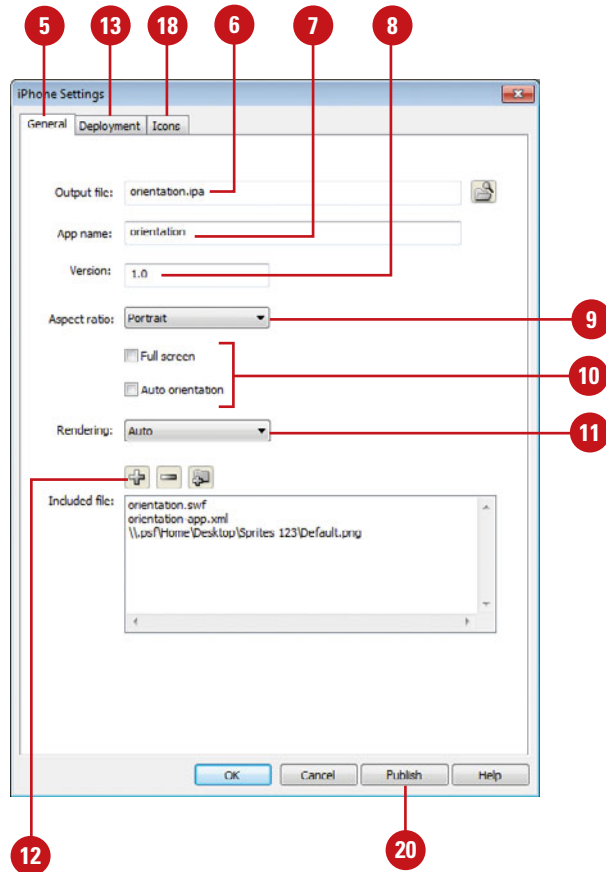 5 13 18 6 7 8
iPhone Settings
General Deployment Icons
Output file: orientation.ipa
App name: orientation
Version: 1.0
Aspect ratio: Portrait
9
Full screen
10
Auto orientation
Rendering: Auto
11
Included file: orientation.swf
orientation-app.xml
\\.psf\Home\Desktop\Sprites 123\Default.png
OK Cancel Publish Help
12 20